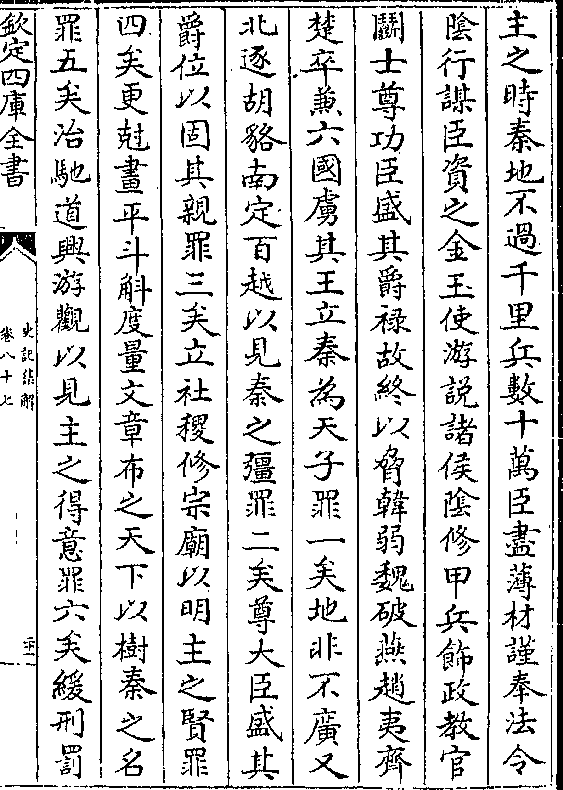 主之時秦地不過千里兵數十萬臣盡薄材謹奉法令
隂行謀臣資之金玉使游説諸侯隂修甲兵飾政教官
鬭士尊功臣盛其爵禄故終以脅韓弱魏破燕趙夷齊
楚卒兼六國虜其王立秦為天子罪一矣地非不廣又
北逐胡貉南定百越以見秦之彊罪二矣尊大臣盛其
爵位以固其親罪三矣立社稷修宗廟以明主之賢罪
四矣更尅畫平斗斛度量文章布之天下以樹秦之名
罪五矣治馳道興游觀以見主之得意罪六矣緩刑罰
欽定四庫全書
史記集解
卷八十七